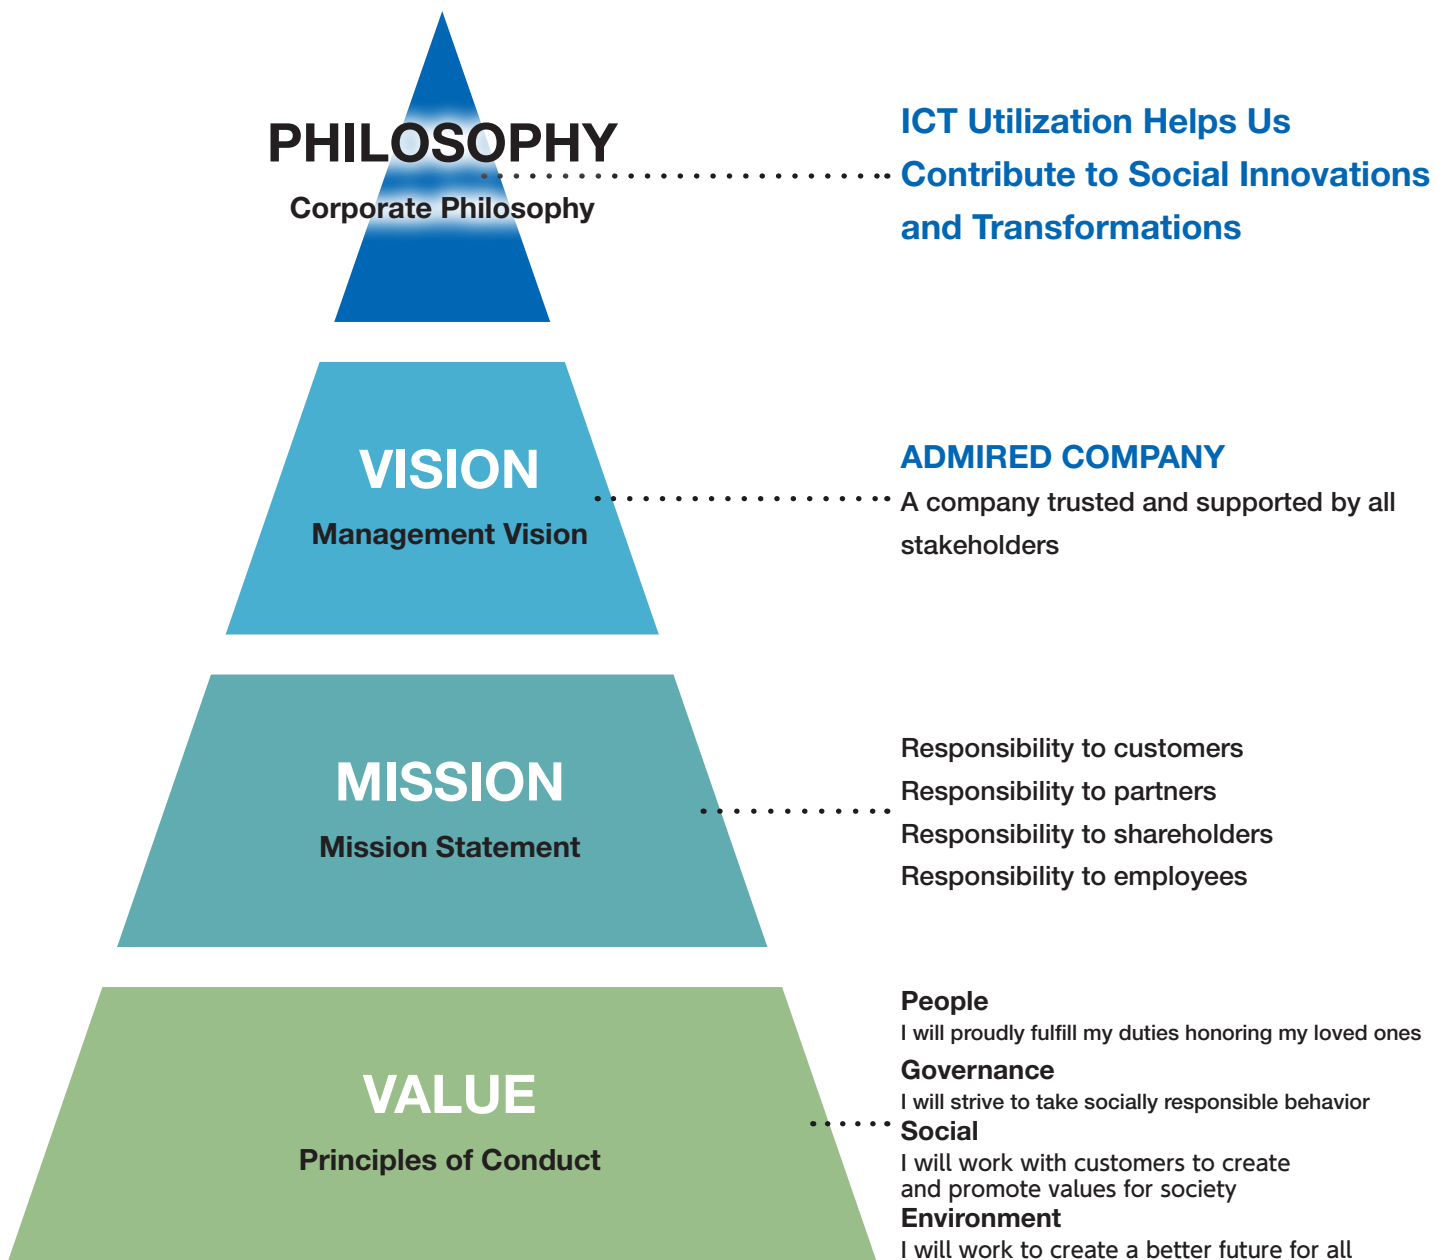 PHILOSOPHY
Corporate Philosophy
ICT Utilization Helps Us
Contribute to Social Innovations
and Transformations
VISION
Management Vision
ADMIRED COMPANY
A company trusted and supported by all
stakeholders
MISSION
Mission Statement
Responsibility to customers
Responsibility to partners
Responsibility to shareholders
Responsibility to employees
VALUE
Principles of Conduct
People
I will proudly fulfill my duties honoring my loved ones
Governance
I will strive to take socially responsible behavior
Social
I will work with customers to create
and promote values for society
Environment
I will work to create a better future for all